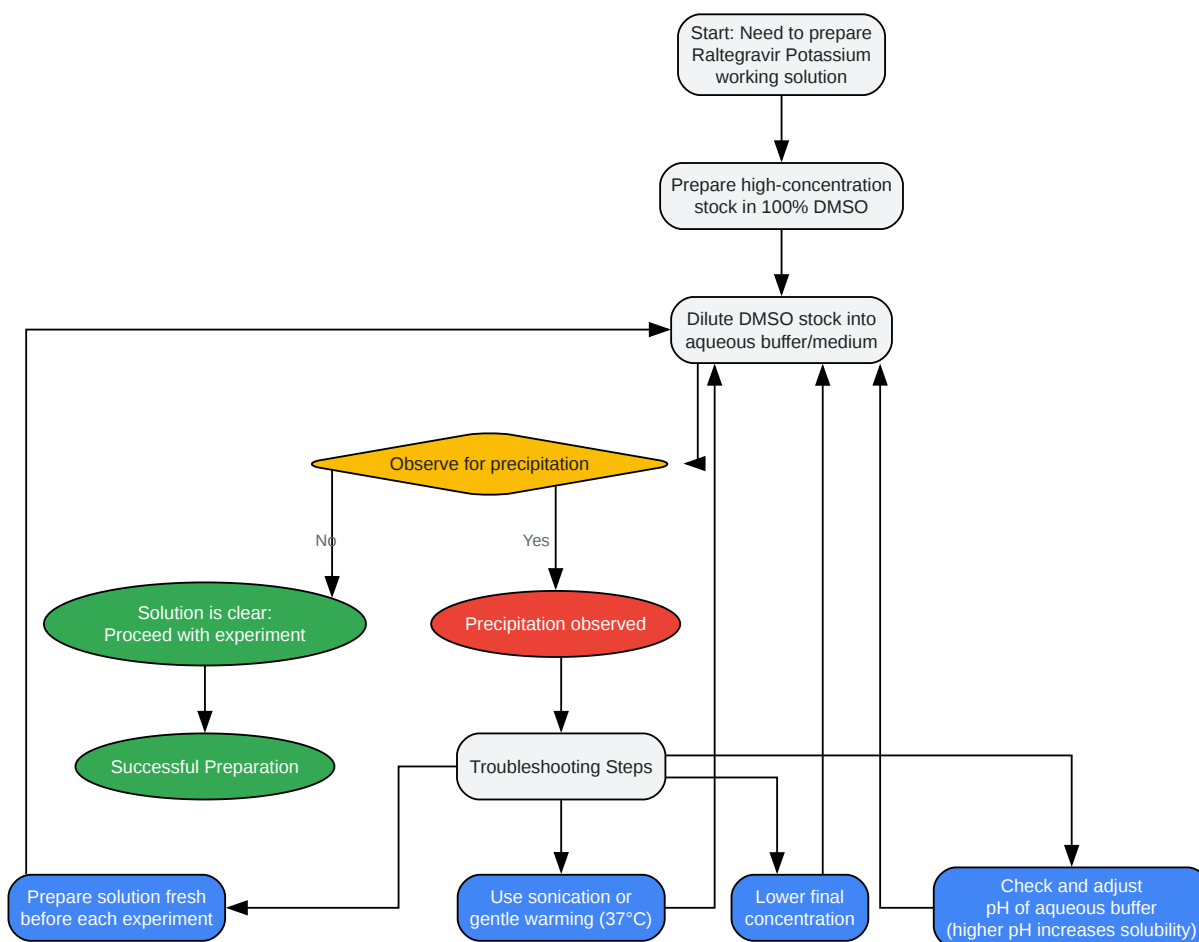 Start: Need to prepare
Raltegravir Potassium
working solution
Prepare high-concentration
stock in 100% DMSO
Dilute DMSO stock into
aqueous buffer/medium
Observe for precipitation
No
Yes
Solution is clear:
Proceed with experiment
Precipitation observed
Successful Preparation
Troubleshooting Steps
Prepare solution fresh
before each experiment
Use sonication or
gentle warming (37°C)
Lower final
concentration
Check and adjust
pH of aqueous buffer
(higher pH increases solubility)